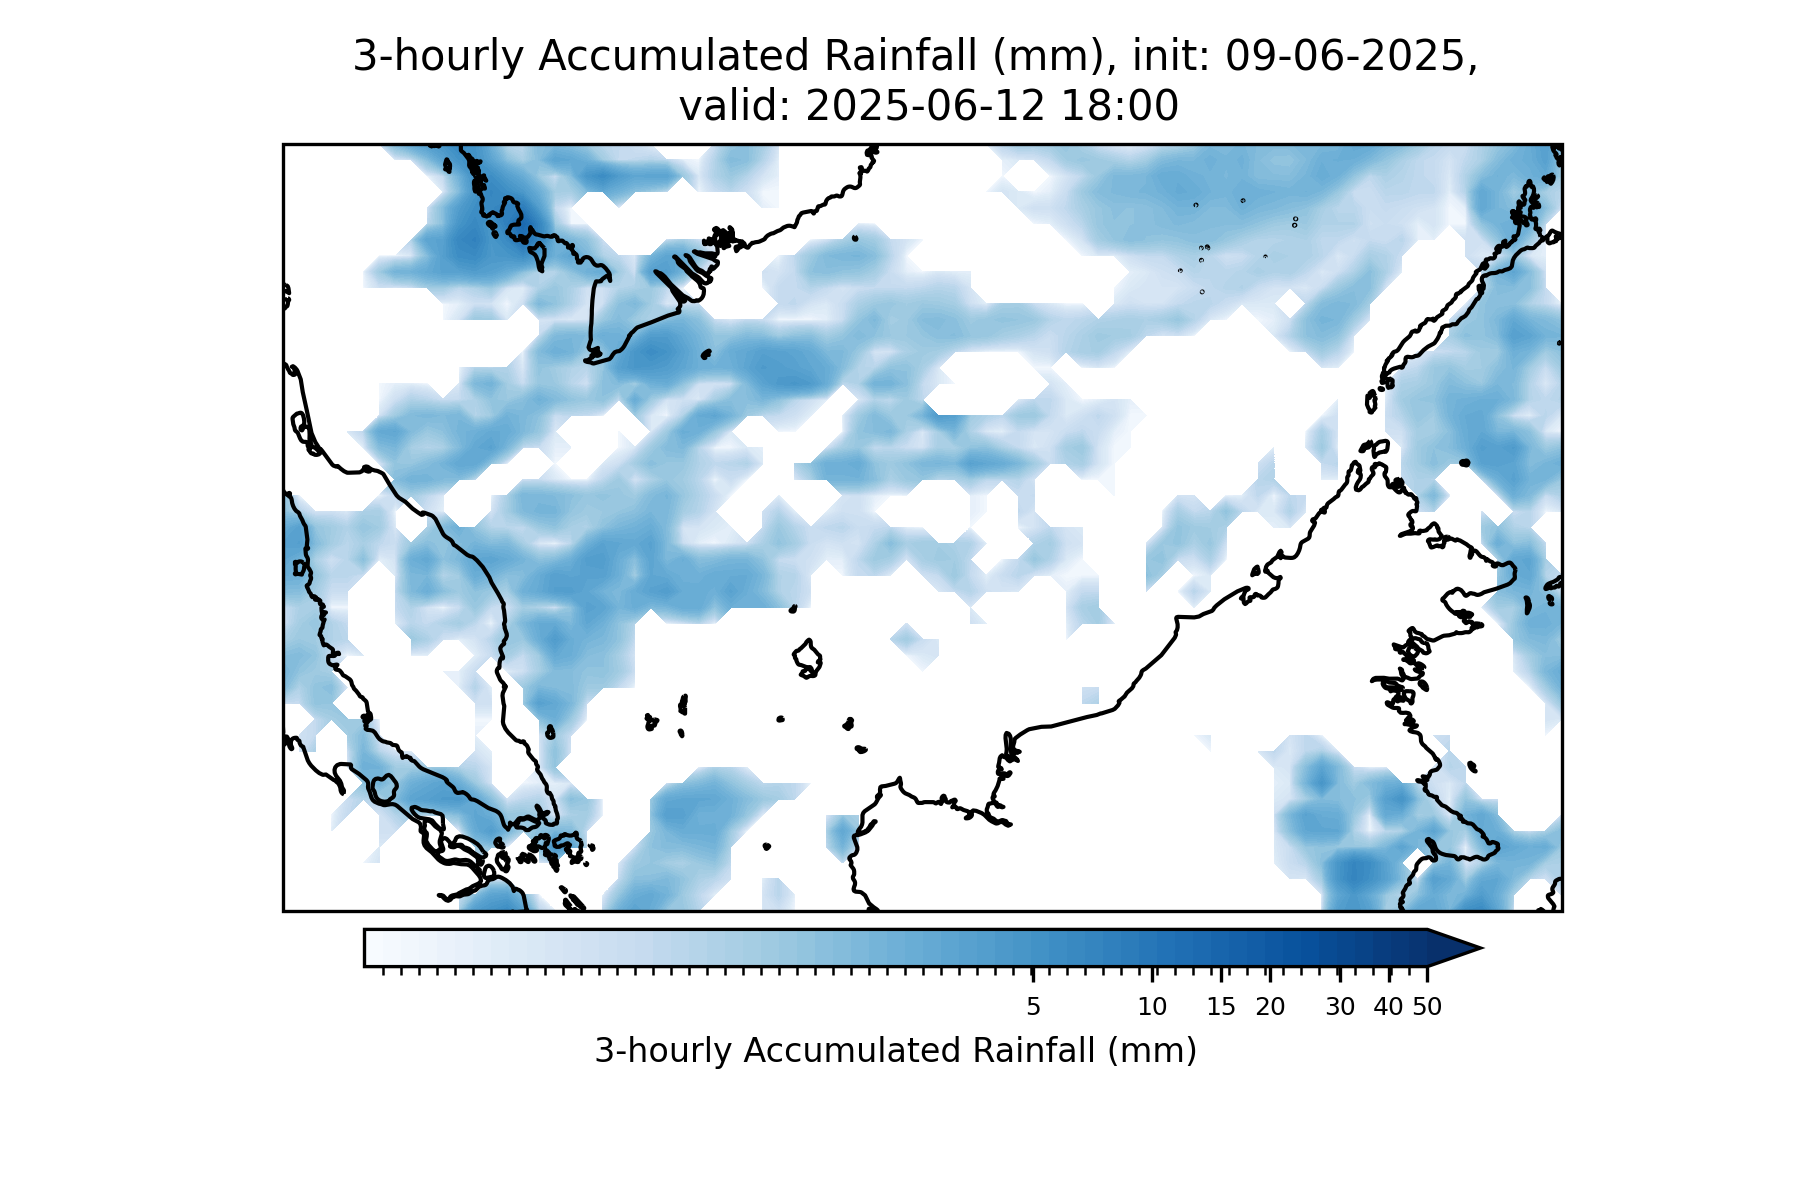 3-hourly Accumulated Rainfall (mm), init: 09-06-2025,
valid: 2025-06-12 18:00
5 10 15 20 30 40 50
3-hourly Accumulated Rainfall (mm)